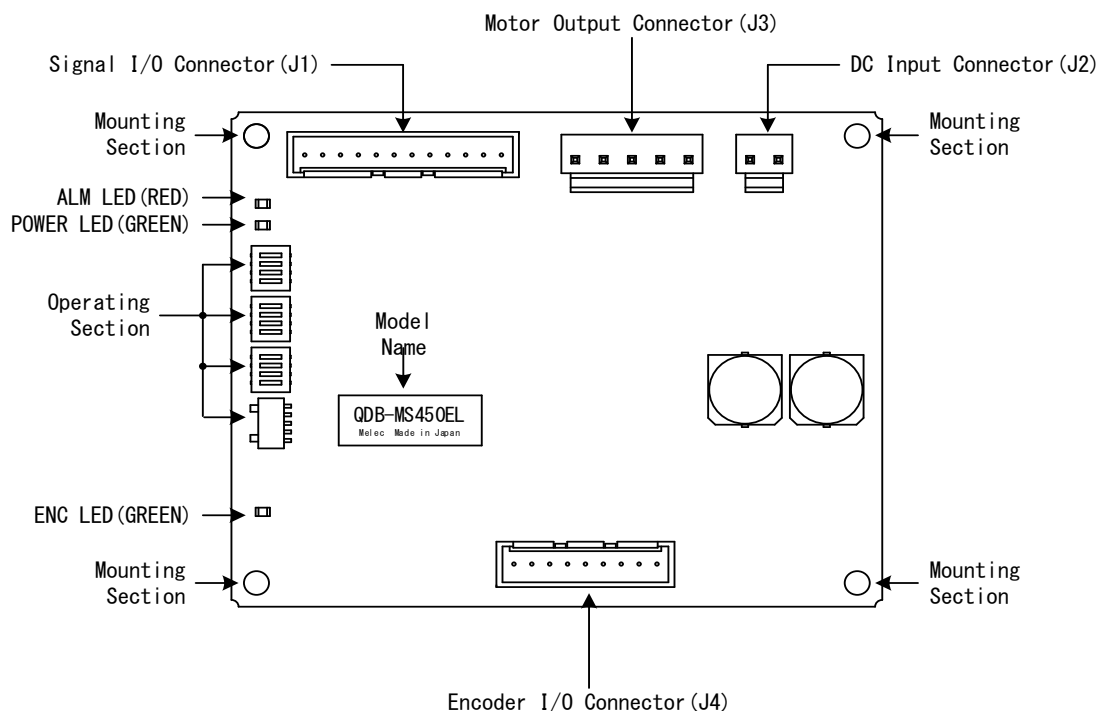 Motor Output Connector(J3)
Signal I/O Connector(J1)
DC Input Connector(J2)
Mounting
Section
Mounting
Section
ALM LED(RED)
POWER LED(GREEN)
Operating
Section
Model
Name
QDB-MS450EL
Melec Made in Japan
ENC LED(GREEN)
Mounting
Section
Mounting
Section
Encoder I/O Connector(J4)